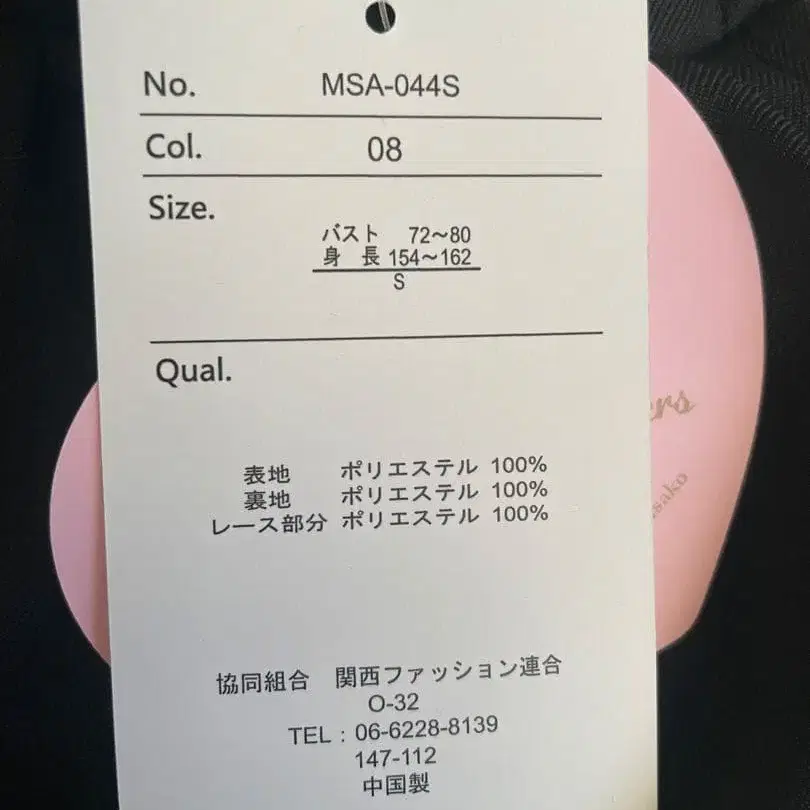 No. MSA-044S
Col. 08
Size.
バスト 72〜80
身 長 154〜162
S
Qual.
表地 ポリエステル 100%
裏地 ポリエステル 100%
レース部分 ポリエステル 100%
協同組合 関西ファッション連合
O-32
TEL : 06-6228-8139
147-112
中国製